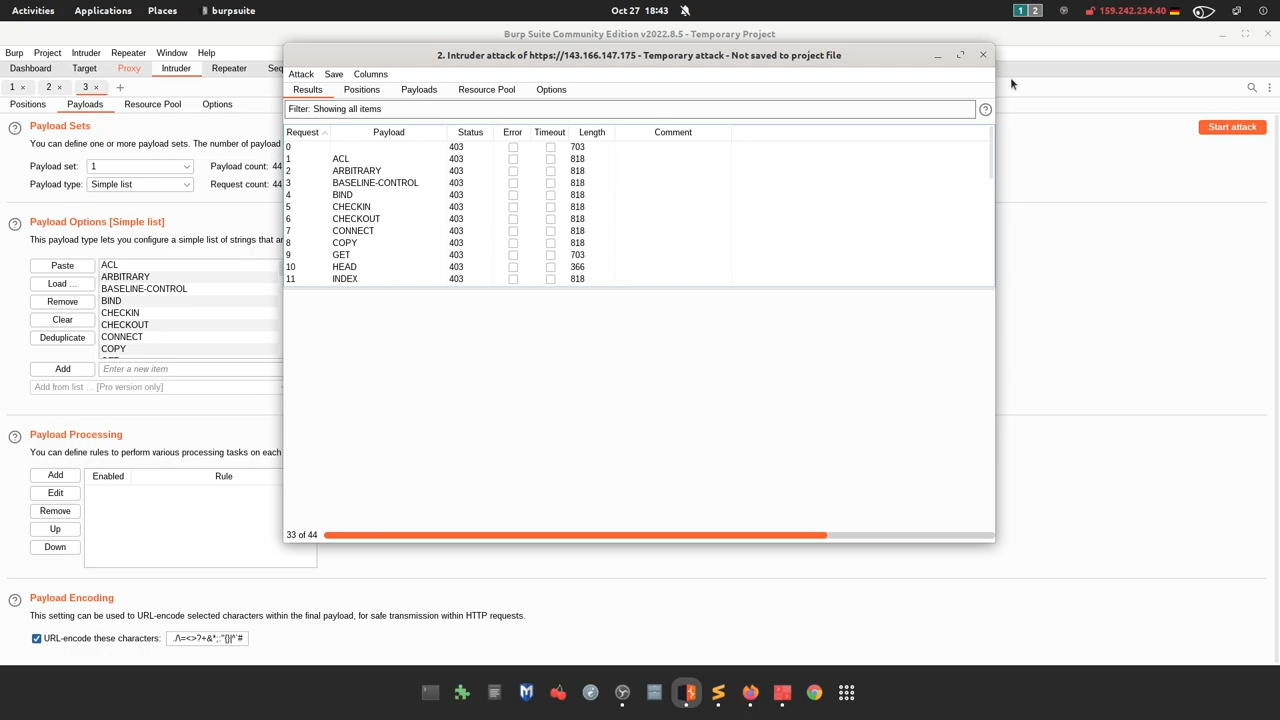 Activities Applications Places burpsuite Oct 27 18:43 1 2 159.242.234.40
Burp Suite Community Edition v2022.8.5 - Temporary Project
Burp Project Intruder Repeater Window Help
Dashboard Target Proxy Intruder Repeater
1 × 2 × 3 × +
Positions Payloads Resource Pool Options
Payload Sets
You can define one or more payload sets. The number of payload
Payload set: 1 Payload count: 44
Payload type: Simple list Request count: 44
Start attack
Payload Options [Simple list]
Paste
Load ...
Remove
Clear
Deduplicate
ACL
ARBITRARY
BASELINE-CONTROL
BIND
CHECKIN
CHECKOUT
CONNECT
COPY
Add Enter a new item
Add from list ... [Pro version only]
Payload Processing
You can define rules to perform various processing tasks on each
Add
Edit
Remove
Up
Down
Enabled Rule
Payload Encoding
This setting can be used to URL-encode selected characters within the final payload, for safe transmission within HTTP requests.
URL-encode these characters:
2. Intruder attack of https://143.166.147.175 - Temporary attack - Not saved to project file
Attack Save Columns
Results Positions Payloads Resource Pool Options
Filter: Showing all items
Request Payload Status Error Timeout Length Comment
0 403 703
1 ACL 403 818
2 ARBITRARY 403 818
3 BASELINE-CONTROL 403 818
4 BIND 403 818
5 CHECKIN 403 818
6 CHECKOUT 403 818
7 CONNECT 403 818
8 COPY 403 818
9 GET 403 703
10 HEAD 403 366
11 INDEX 403 818
33 of 44